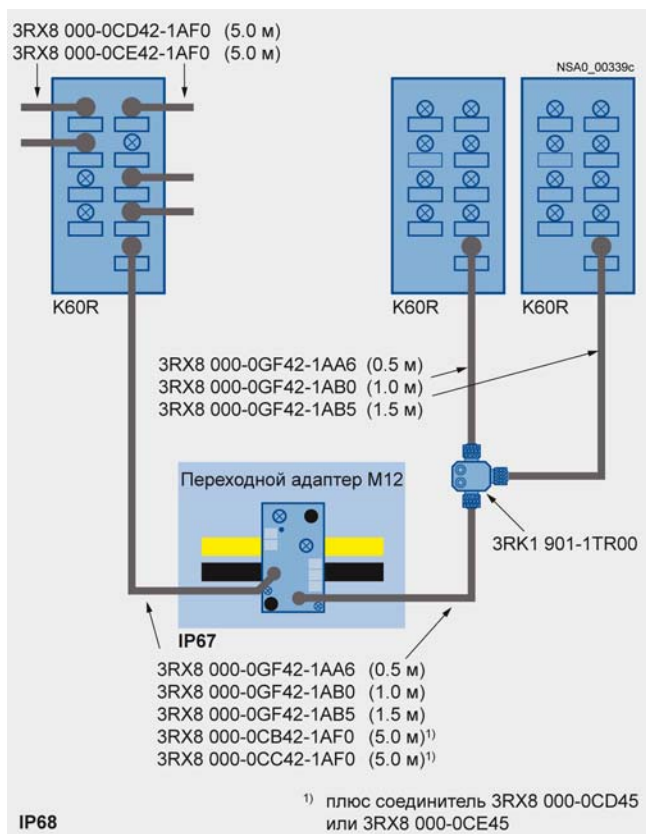 3RX8 000-0CD42-1AF0 (5.0 м)
3RX8 000-0CE42-1AF0 (5.0 м)
NSA0_00339c
K60R
K60R
K60R
3RX8 000-0GF42-1AA6 (0.5 м)
3RX8 000-0GF42-1AB0 (1.0 м)
3RX8 000-0GF42-1AB5 (1.5 м)
Переходной адаптер M12
3RK1 901-1TR00
IP67
3RX8 000-0GF42-1AA6 (0.5 м)
3RX8 000-0GF42-1AB0 (1.0 м)
3RX8 000-0GF42-1AB5 (1.5 м)
3RX8 000-0CB42-1AF0 (5.0 м)1)
3RX8 000-0CC42-1AF0 (5.0 м)1)
1) плюс соединитель 3RX8 000-0CD45
или 3RX8 000-0CE45
IP68